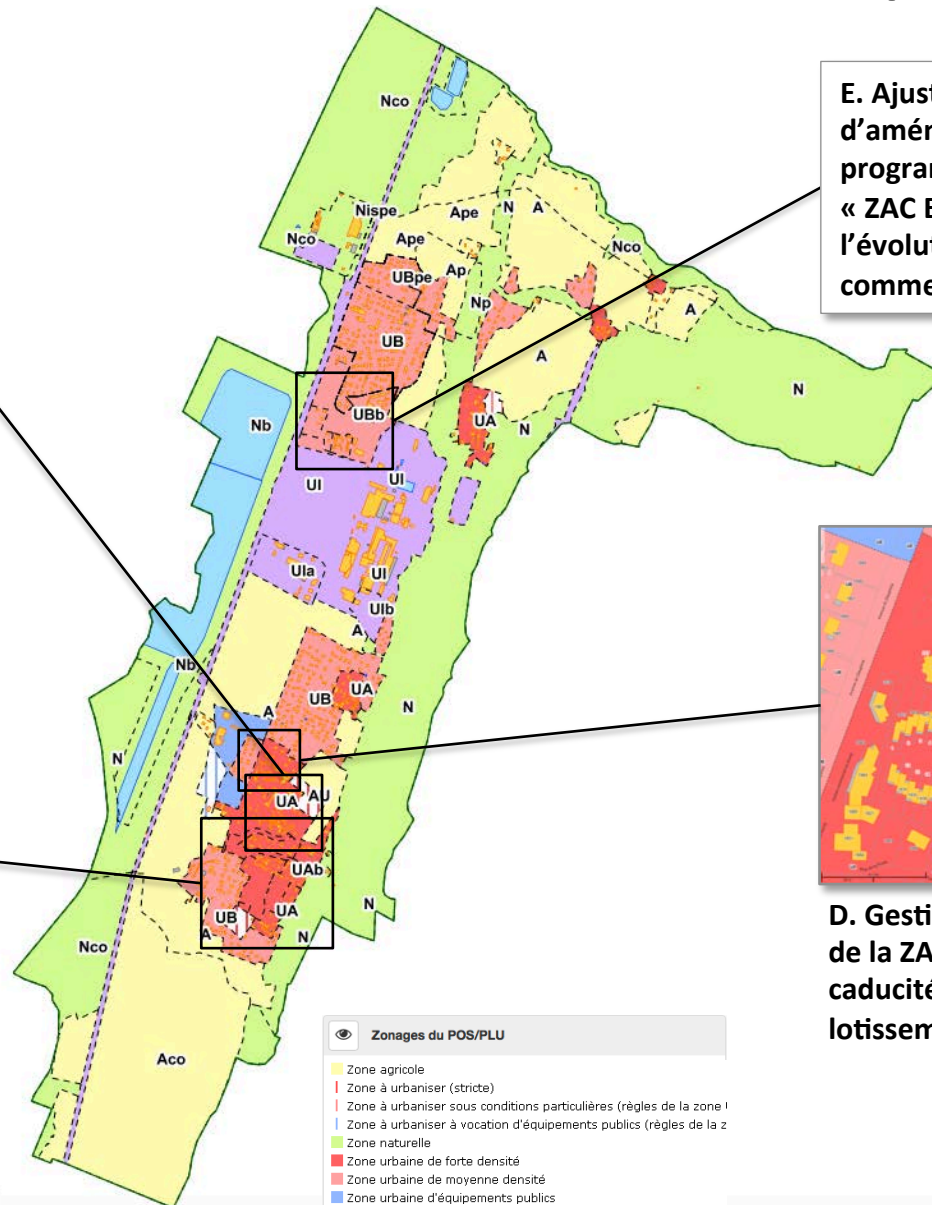 E. Ajust
d’amén
program
« ZAC B
l’évolut
comme
Nco
Nispe
Ape
N
A
Nco
Nco
Ape
UBpe
Ap
Np
A
UB
A
N
UBb
UA
N
Nb
UI
UI
UIa
UI
UIb
A
Nb
UB
UA
N
A
N
UA
AU
UAb
N
UB
UA
A
N
Nco
Aco
D. Gesti
de la ZA
caducité
lotissem
Zonages du POS/PLU
Zone agricole
Zone à urbaniser (stricte)
Zone à urbaniser sous conditions particulières (règles de la zone
Zone à urbaniser à vocation d'équipements publics (règles de la z
Zone naturelle
Zone urbaine de forte densité
Zone urbaine de moyenne densité
Zone urbaine d'équipements publics